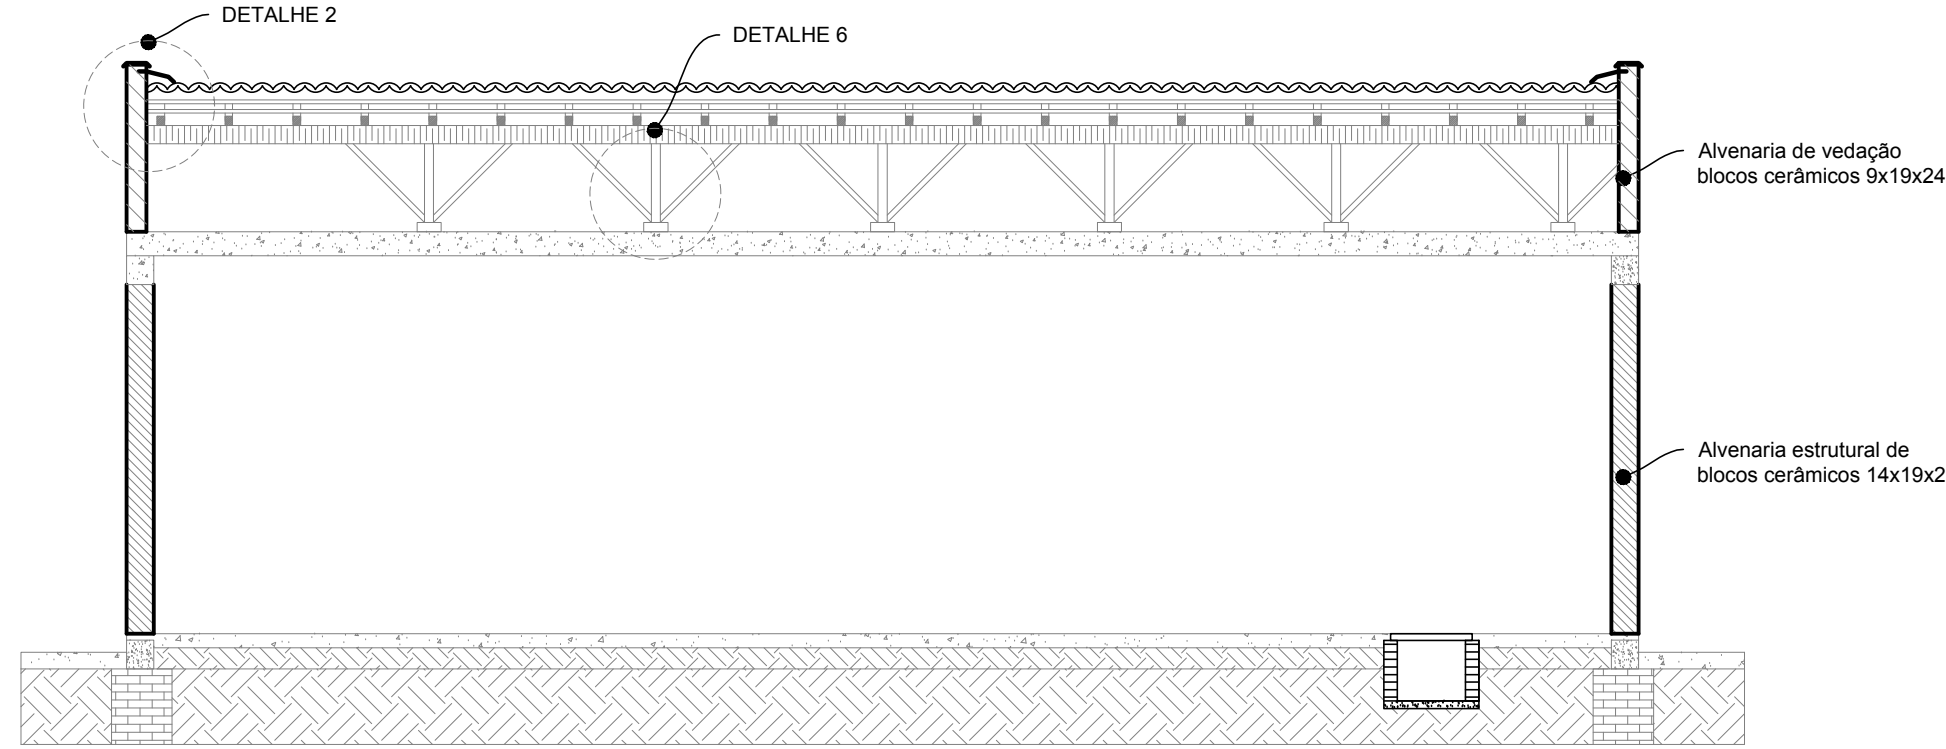 DETALHE 2
DETALHE 6
Alvenaria de vedação
blocos cerâmicos 9x19x24
Alvenaria estrutural de
blocos cerâmicos 14x19x2